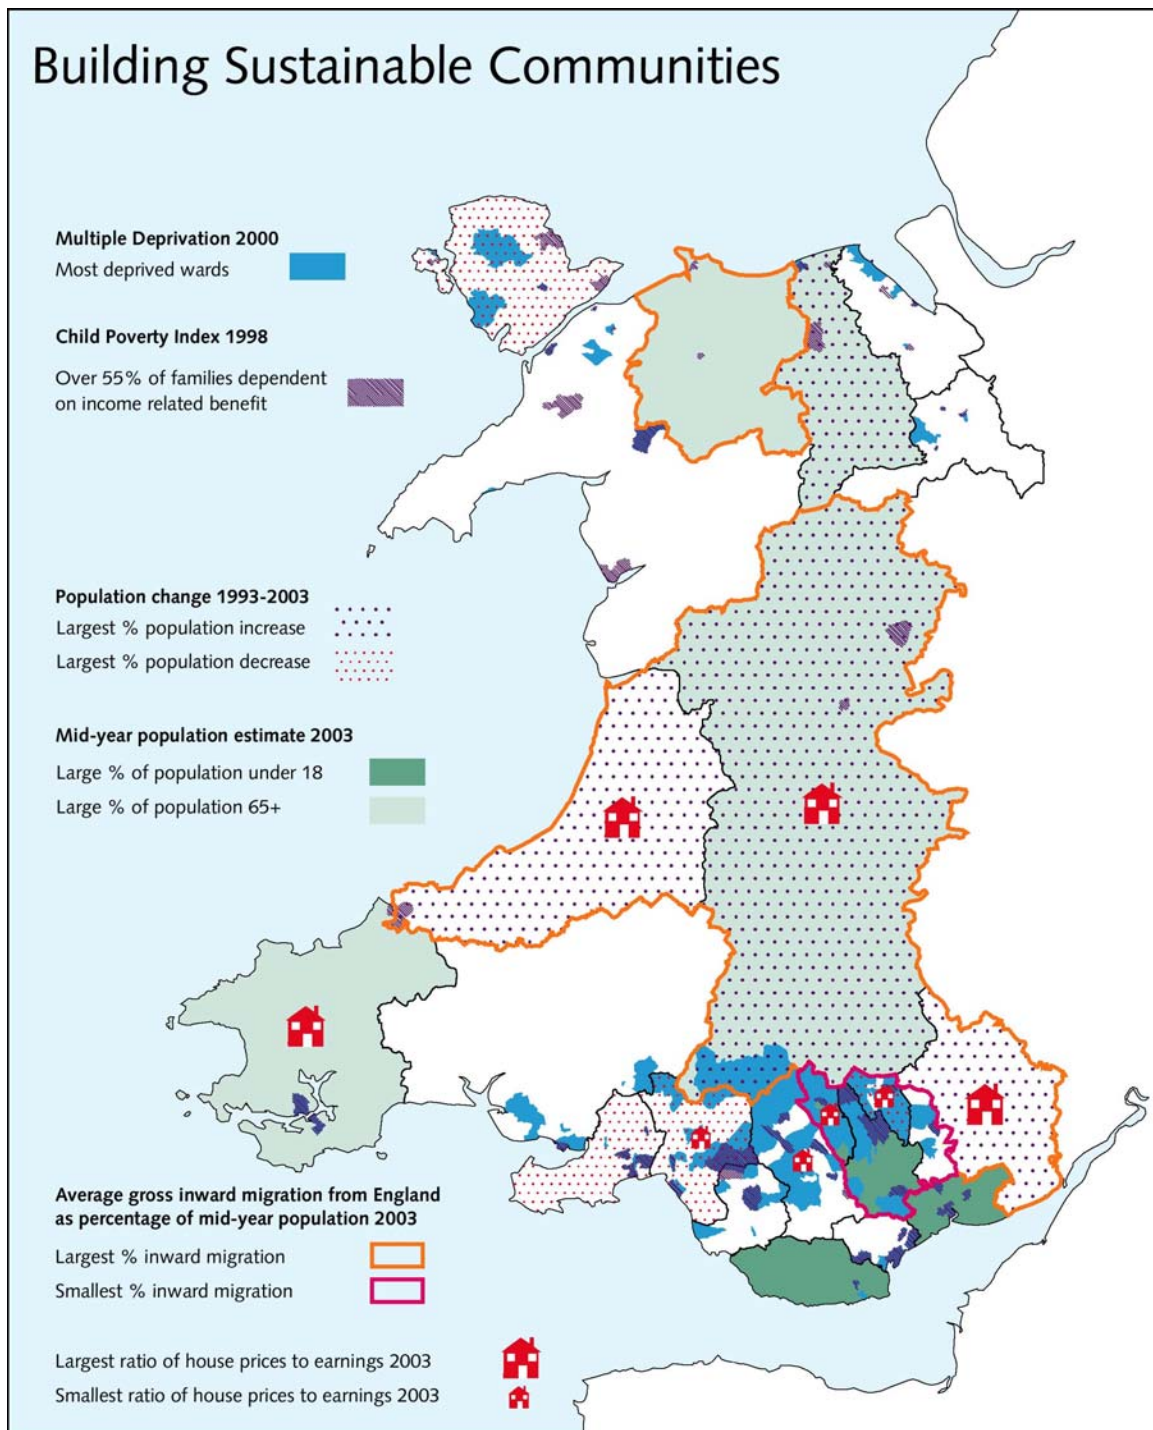 Building Sustainable Communities
Multiple Deprivation 2000
Most deprived wards
Child Poverty Index 1998
Over 55% of families dependent
on income related benefit
Population change 1993-2003
Largest % population increase
Largest % population decrease
Mid-year population estimate 2003
Large % of population under 18
Large % of population 65+
Average gross inward migration from England
as percentage of mid-year population 2003
Largest % inward migration
Smallest % inward migration
Largest ratio of house prices to earnings 2003
Smallest ratio of house prices to earnings 2003